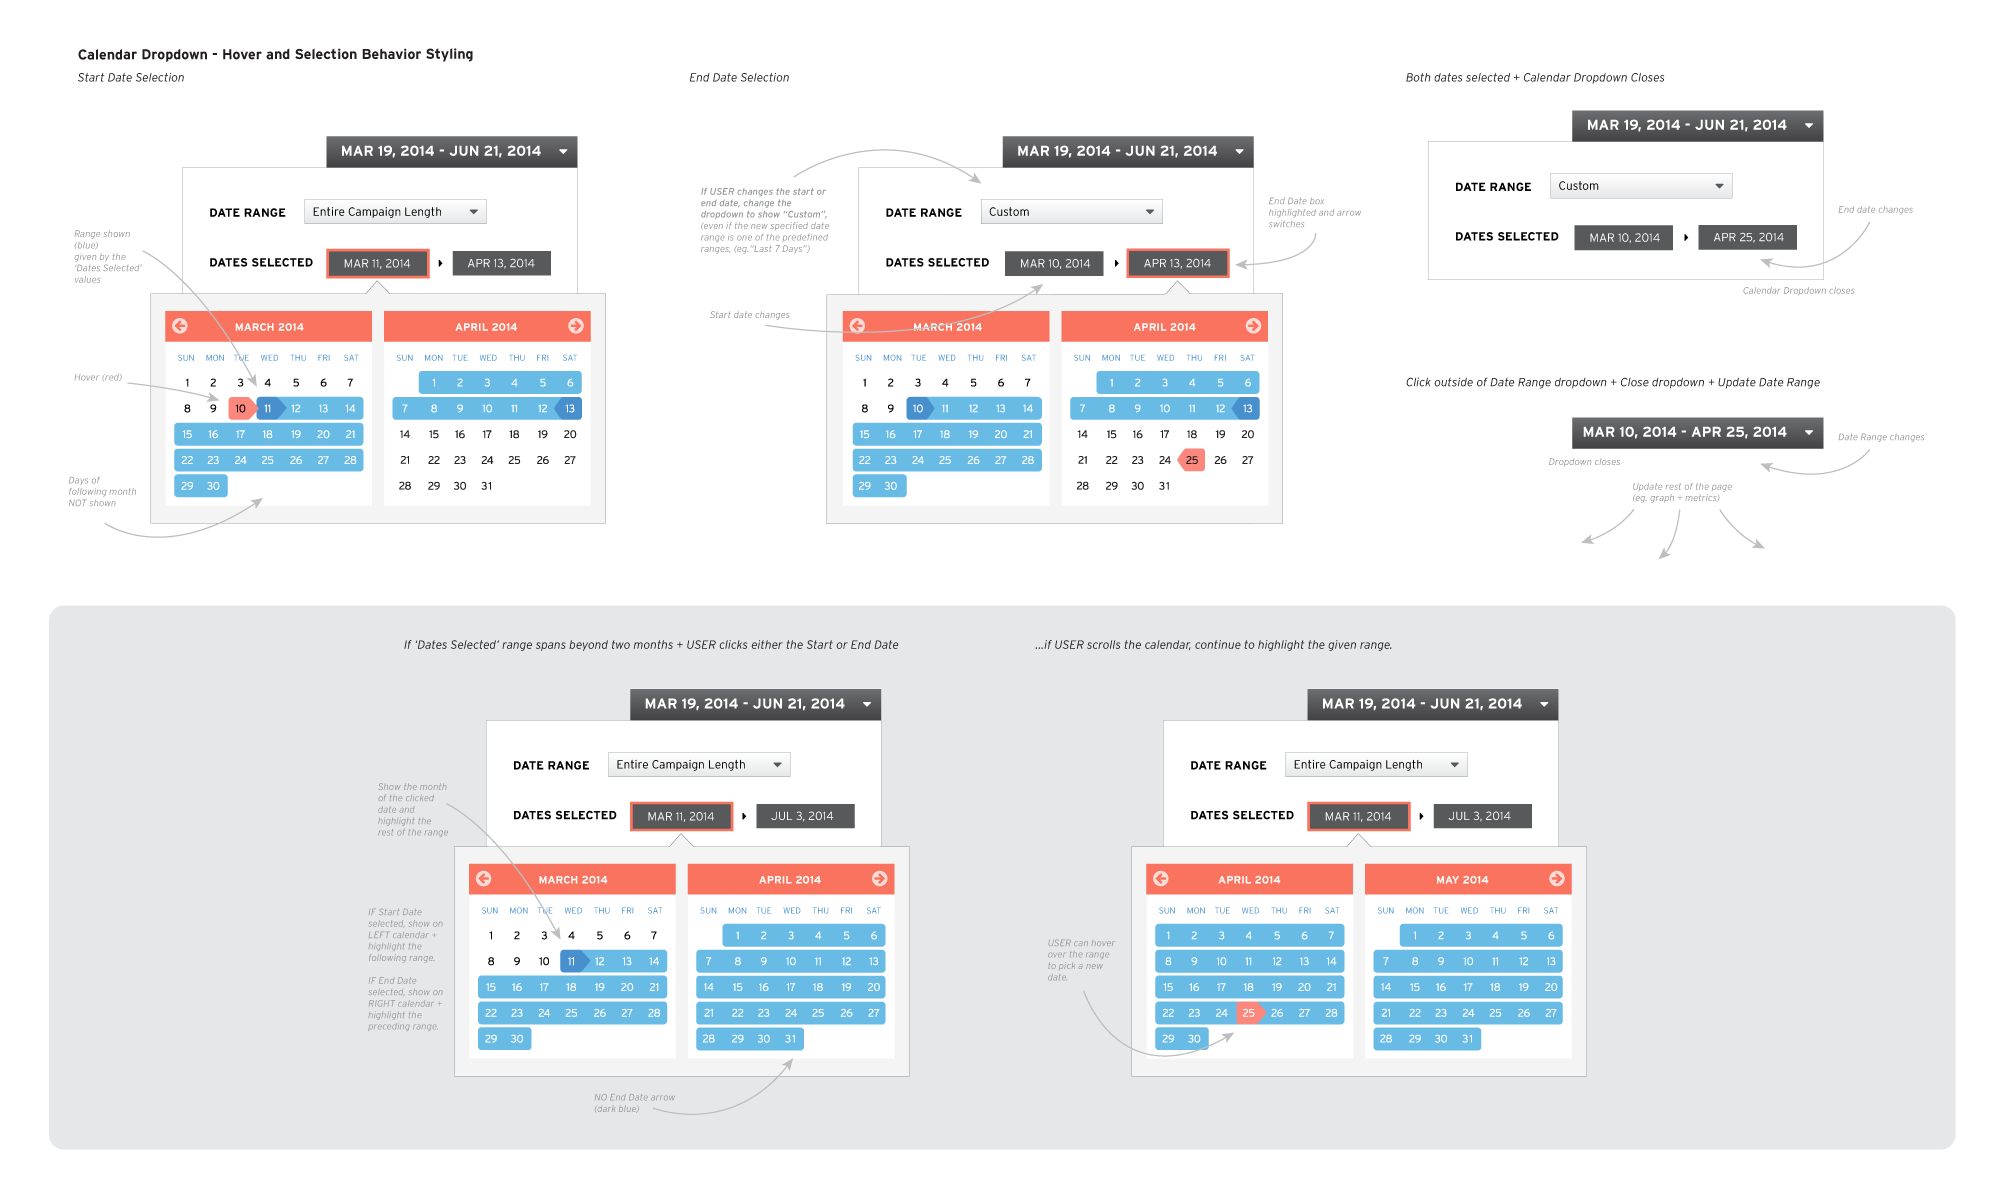 Calendar Dropdown - Hover and Selection Behavior Styling
Start Date Selection
MAR 19, 2014 - JUN 21, 2014
DATE RANGE Entire Campaign Length
DATES SELECTED MAR 11, 2014 APR 13, 2014
Range shown
(blue)
given by the
‘Dates Selected’
values
Hover (red)
Days of
following month
NOT shown
MARCH 2014
SUN MON TUE WED THU FRI SAT
1 2 3 4 5 6 7
8 9 10 11 12 13 14
15 16 17 18 19 20 21
22 23 24 25 26 27 28
29 30
APRIL 2014
SUN MON TUE WED THU FRI SAT
1 2 3 4 5 6
7 8 9 10 11 12 13
14 15 16 17 18 19 20
21 22 23 24 25 26 27
28 29 30 31
End Date Selection
MAR 19, 2014 - JUN 21, 2014
If USER changes the start or
end date, change the
dropdown to show “Custom”,
(even if the new specified date
range is one of the predefined
ranges, (eg.“Last 7 Days”)
DATE RANGE Custom
DATES SELECTED MAR 10, 2014 APR 13, 2014
End Date box
highlighted and arrow
switches
Start date changes
MARCH 2014
SUN MON TUE WED THU FRI SAT
1 2 3 4 5 6 7
8 9 10 11 12 13 14
15 16 17 18 19 20 21
22 23 24 25 26 27 28
29 30
APRIL 2014
SUN MON TUE WED THU FRI SAT
1 2 3 4 5 6
7 8 9 10 11 12 13
14 15 16 17 18 19 20
21 22 23 24 25 26 27
28 29 30 31
Both dates selected + Calendar Dropdown Closes
MAR 19, 2014 - JUN 21, 2014
DATE RANGE Custom
DATES SELECTED MAR 10, 2014 APR 25, 2014
End date changes
Calendar Dropdown closes
Click outside of Date Range dropdown + Close dropdown + Update Date Range
MAR 10, 2014 - APR 25, 2014
Date Range changes
Dropdown closes
Update rest of the page
(eg. graph + metrics)
If ‘Dates Selected’ range spans beyond two months + USER clicks either the Start or End Date
MAR 19, 2014 - JUN 21, 2014
DATE RANGE Entire Campaign Length
DATES SELECTED MAR 11, 2014 JUL 3, 2014
Show the month
of the clicked
date and
highlight the
rest of the range
IF Start Date
selected, show on
LEFT calendar +
highlight the
following range.
IF End Date
selected, show on
RIGHT calendar +
highlight the
preceding range.
MARCH 2014
SUN MON TUE WED THU FRI SAT
1 2 3 4 5 6 7
8 9 10 11 12 13 14
15 16 17 18 19 20 21
22 23 24 25 26 27 28
29 30
APRIL 2014
SUN MON TUE WED THU FRI SAT
1 2 3 4 5 6
7 8 9 10 11 12 13
14 15 16 17 18 19 20
21 22 23 24 25 26 27
28 29 30 31
NO End Date arrow
(dark blue)
...if USER scrolls the calendar, continue to highlight the given range.
MAR 19, 2014 - JUN 21, 2014
DATE RANGE Entire Campaign Length
DATES SELECTED MAR 11, 2014 JUL 3, 2014
USER can hover
over the range
to pick a new
date.
APRIL 2014
SUN MON TUE WED THU FRI SAT
1 2 3 4 5 6 7
8 9 10 11 12 13 14
15 16 17 18 19 20 21
22 23 24 25 26 27 28
29 30
MAY 2014
SUN MON TUE WED THU FRI SAT
1 2 3 4 5 6
7 8 9 10 11 12 13
14 15 16 17 18 19 20
21 22 23 24 25 26 27
28 29 30 31